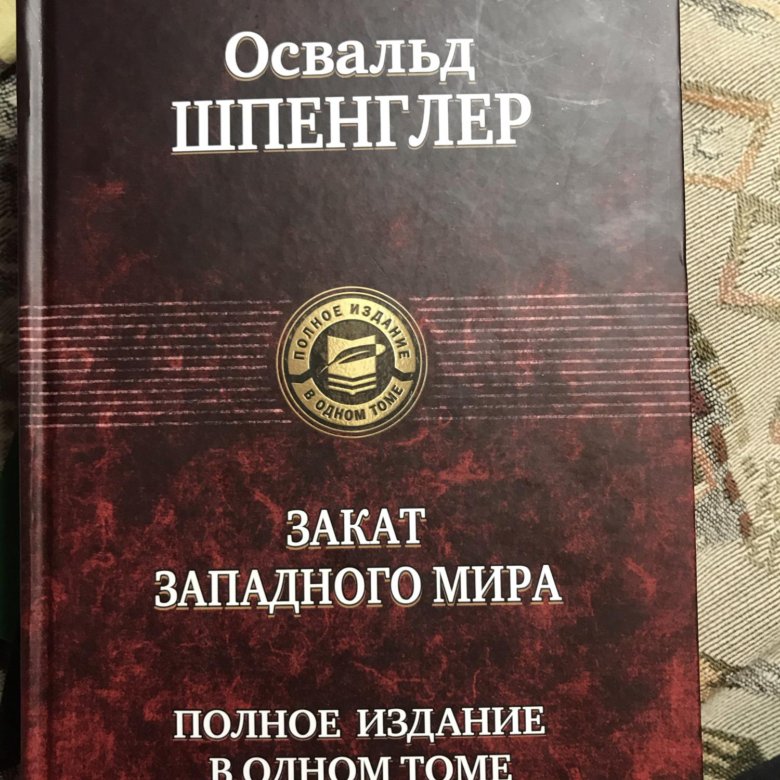 Освальд
ШПЕНГЛЕР
ПОЛНОЕ ИЗДАНИЕ
В ОДНОМ ТОМЕ
ЗАКАТ
ЗАПАДНОГО МИРА
ПОЛНОЕ ИЗДАНИЕ
В ОДНОМ ТОМЕ